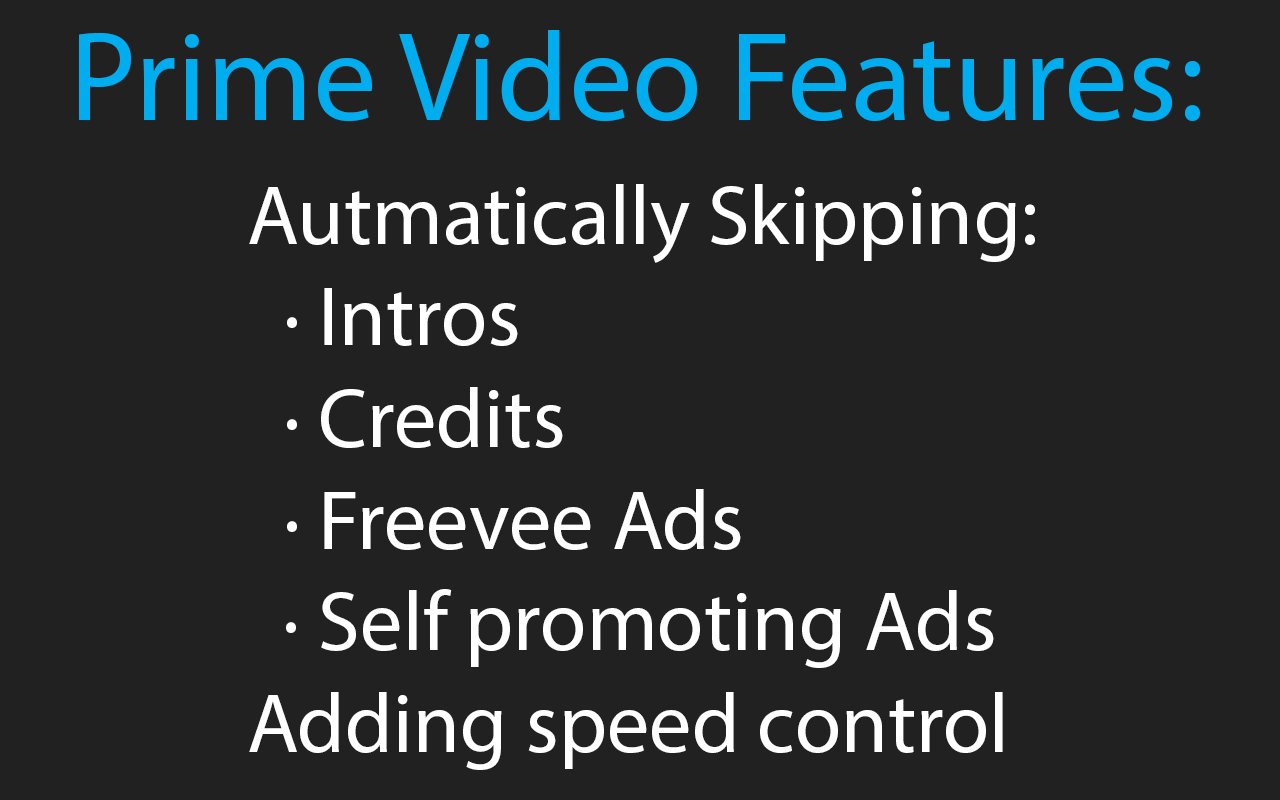 Prime Video Features:
Autmatically Skipping:
· Intros
· Credits
· Freevee Ads
· Self promoting Ads
Adding speed control